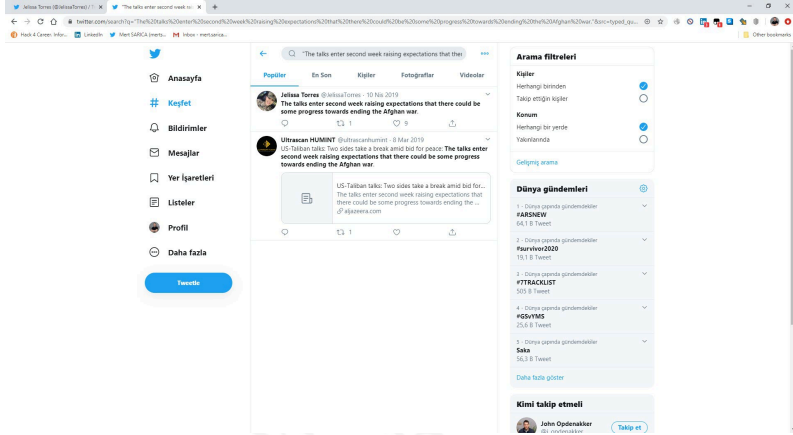 Jelissa Torres (@JelissaTorres) / T
"The talks enter second week rai
twitter.com/search?q="The%20talks%20enter%20second%20week%20raising%20expectations%20that%20there%20could%20be%20some%20progress%20towards%20ending%20the%20Afghan%20war."&src=typed_qu...
Hack 4 Career: Infor...
LinkedIn
Mert SARICA (merts...
Inbox - mert.sarica...
Other bookmarks
Anasayfa
Keşfet
Bildirimler
Mesajlar
Yer İşaretleri
Listeler
Profil
Daha fazla
Tweetle
"The talks enter second week raising expectations that ther
Popüler En Son Kişiler Fotoğraflar Videolar
Jelissa Torres @JelissaTorres · 10 Nis 2019
The talks enter second week raising expectations that there could be
some progress towards ending the Afghan war.
1 9
Ultrascan HUMINT @ultrascanhumint · 8 Mar 2019
US-Taliban talks: Two sides take a break amid bid for peace: The talks enter
second week raising expectations that there could be some progress
towards ending the Afghan war.
US-Taliban talks: Two sides take a break amid bid for...
The talks enter second week raising expectations that
there could be some progress towards ending the ...
aljazeera.com
1
Arama filtreleri
Kişiler
Herhangi birinden
Takip ettiğin kişiler
Konum
Herhangi bir yerde
Yakınlarında
Gelişmiş arama
Dünya gündemleri
1 · Dünya çapında gündemdekiler
#ARSNEW
64,1 B Tweet
2 · Dünya çapında gündemdekiler
#survivor2020
19,1 B Tweet
3 · Dünya çapında gündemdekiler
#7TRACKLIST
505 B Tweet
4 · Dünya çapında gündemdekiler
#GSvYMS
25,6 B Tweet
5 · Dünya çapında gündemdekiler
Saka
56,3 B Tweet
Daha fazla göster
Kimi takip etmeli
John Opdenakker
@j_opdenakker
Takip et